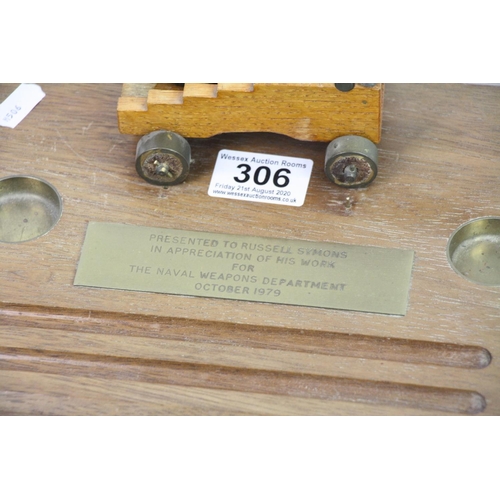 Wessex Auction Rooms
306
Friday 21st August 2020
www.wessexauctionrooms.co.uk
PRESENTED TO RUSSELL SYMONS
IN APPRECIATION OF HIS WORK
FOR
THE NAVAL WEAPONS DEPARTMENT
OCTOBER 1979